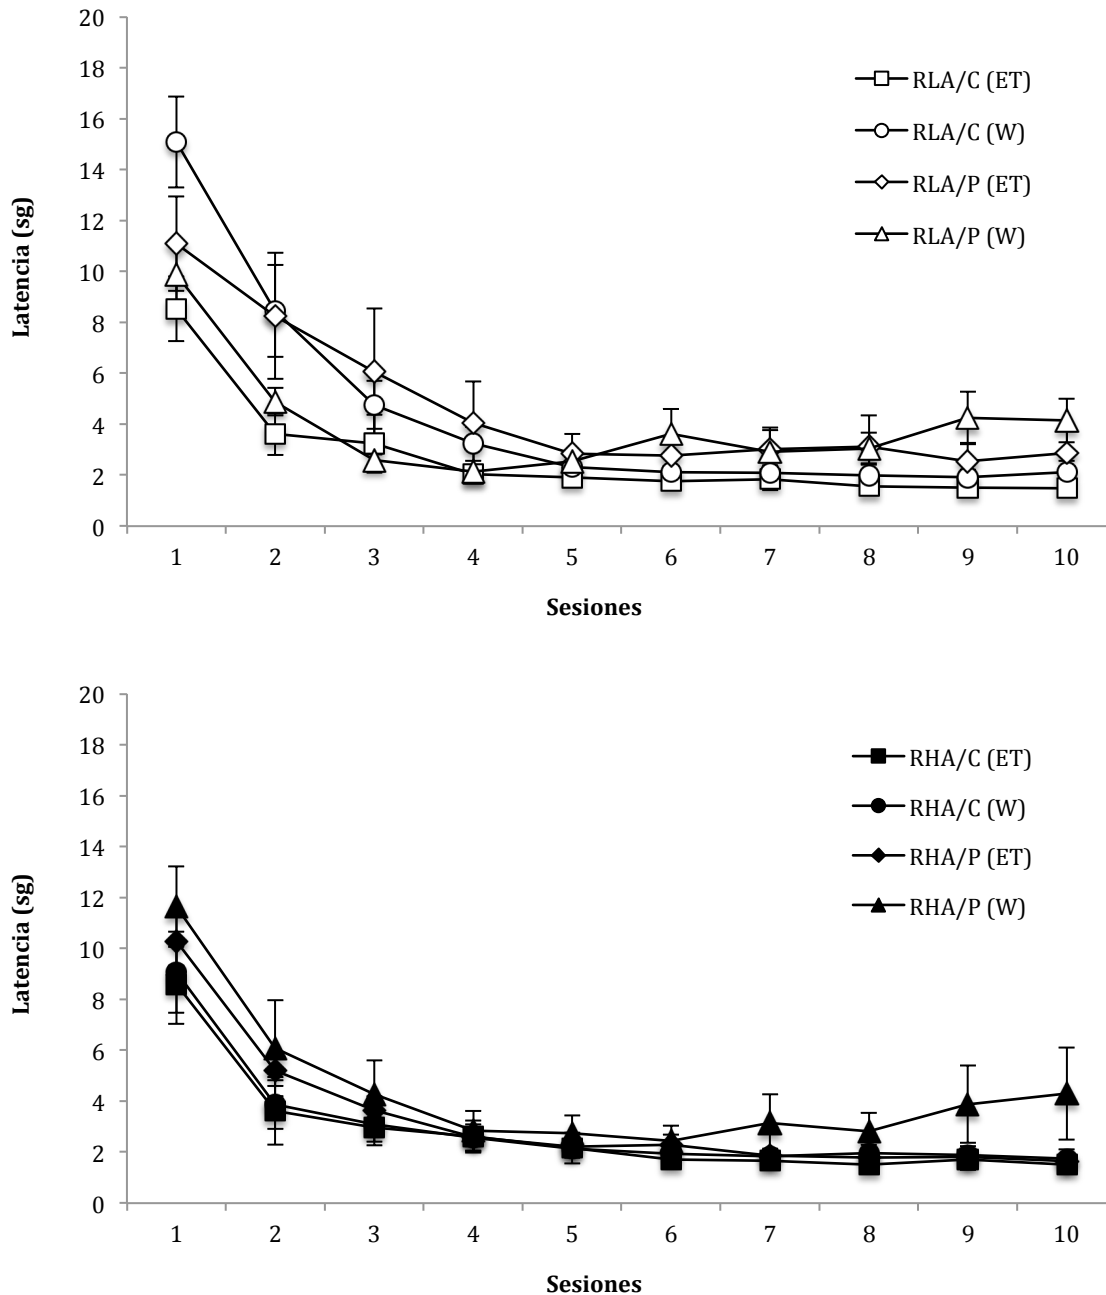 20
18
16
14
12
10
8
6
4
2
0
Latencia (sg)
RLA/C (ET)
RLA/C (W)
RLA/P (ET)
RLA/P (W)
1 2 3 4 5 6 7 8 9 10
Sesiones
20
18
16
14
12
10
8
6
4
2
0
Latencia (sg)
RHA/C (ET)
RHA/C (W)
RHA/P (ET)
RHA/P (W)
1 2 3 4 5 6 7 8 9 10
Sesiones